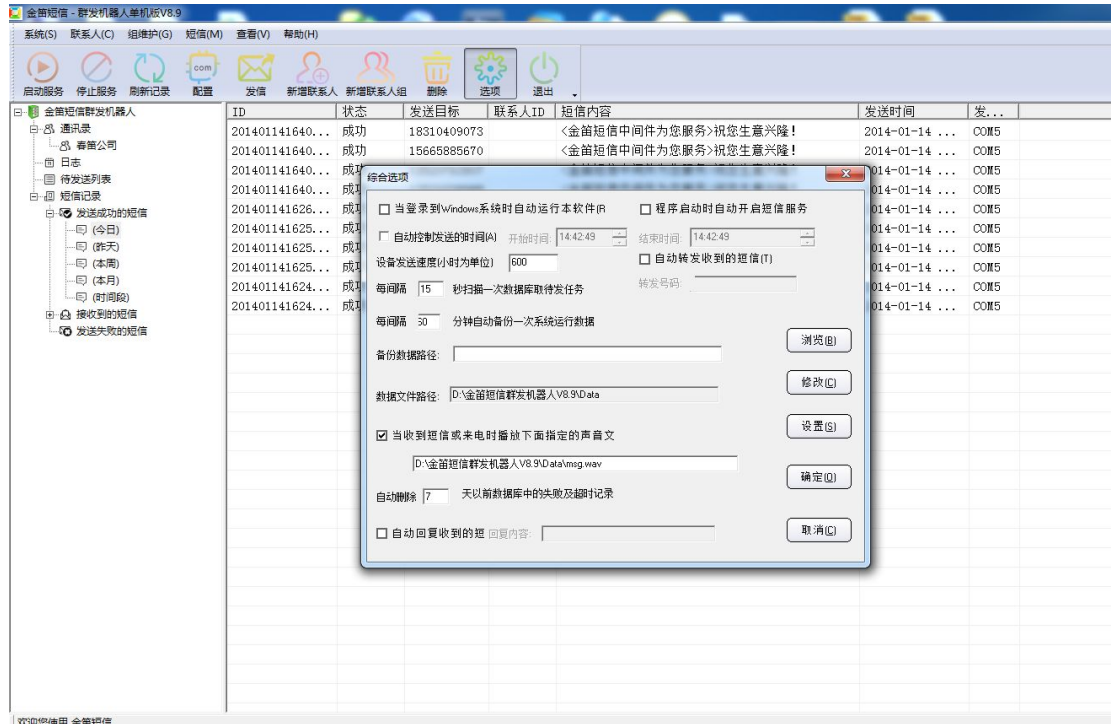 金笛短信 - 群发机器人单机版V8.9
系统(S) 联系人(C) 组维护(G) 短信(M) 查看(V) 帮助(H)
com
启动服务 停止服务 刷新记录 配置 发信 新增联系人 新增联系人组 删除 选项 退出
金笛短信群发机器人
通讯录
春笛公司
日志
待发送列表
短信记录
发送成功的短信
(今日)
(昨天)
(本周)
(本月)
(时间段)
接收到的短信
发送失败的短信
ID 状态 发送目标 联系人ID 短信内容 发送时间 发...
201401141640... 成功 18310409073 <金笛短信中间件为您服务>祝您生意兴隆! 2014-01-14 ... COM5
201401141640... 成功 15665885670 <金笛短信中间件为您服务>祝您生意兴隆! 2014-01-14 ... COM5
201401141640... 成功 014-01-14 ... COM5
201401141640... 014-01-14 ... COM5
201401141626... 014-01-14 ... COM5
201401141625... 014-01-14 ... COM5
201401141625... 014-01-14 ... COM5
201401141625... 014-01-14 ... COM5
201401141624... 014-01-14 ... COM5
201401141624... 014-01-14 ... COM5
综合选项
当登录到Windows系统时自动运行本软件(R 程序启动时自动开启短信服务
自动控制发送的时间(A) 开始时间: 14:42:49 结束时间: 14:42:49
设备发送速度(小时为单位) 600 自动转发收到的短信(T)
每间隔 15 秒扫描一次数据库取待发任务 转发号码:
每间隔 60 分钟自动备份一次系统运行数据
浏览(B)
备份数据路径:
修改(C)
数据文件路径: D:\金笛短信群发机器人V8.9\Data
设置(S)
当收到短信或来电时播放下面指定的声音文
D:\金笛短信群发机器人V8.9\Data\msg.wav
确定(O)
自动删除 7 天以前数据库中的失败及超时记录
自动回复收到的短 回复内容: 取消(C)
欢迎您使用 金笛短信